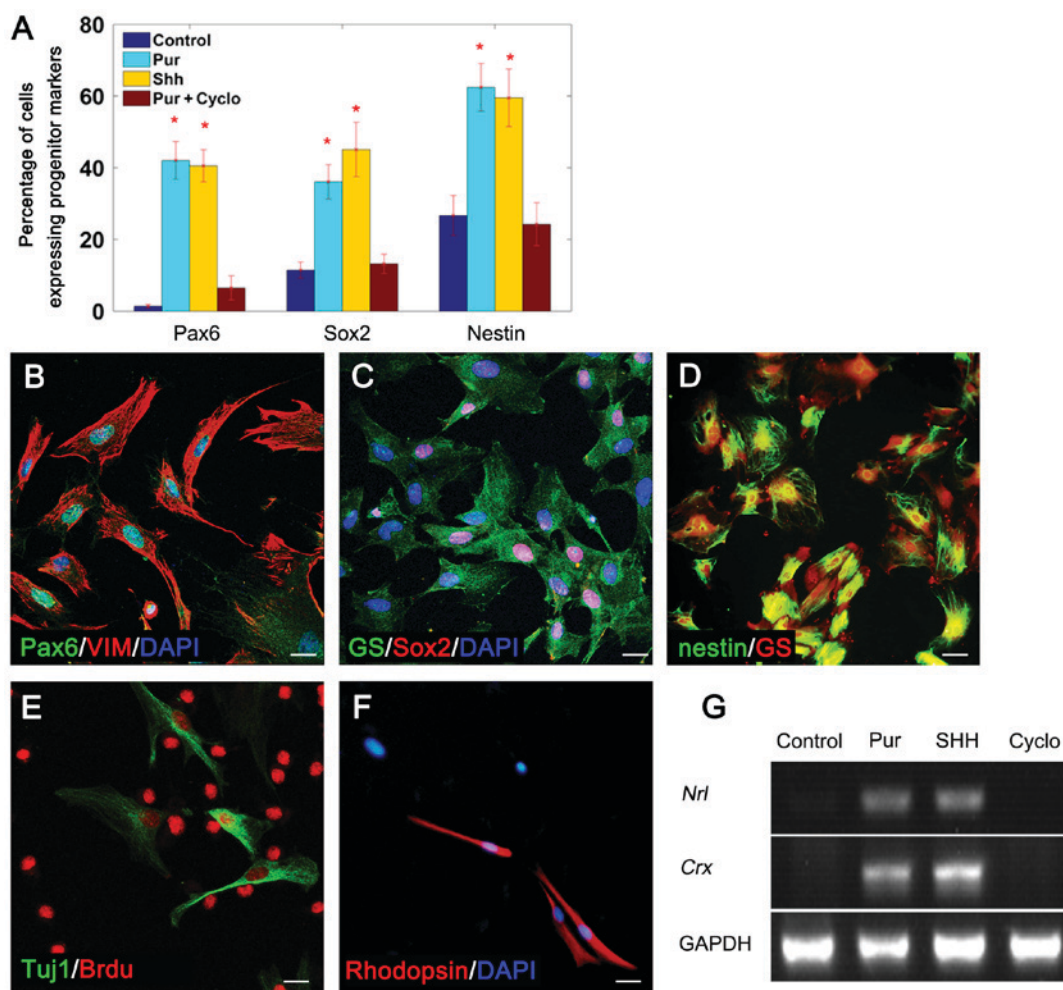 A
80
60
40
20
0
Percentage of cells
expressing progenitor markers
Control
Pur
Shh
Pur + Cyclo
* * * * * *
Pax6 Sox2 Nestin
B
Pax6/VIM/DAPI
C
GS/Sox2/DAPI
D
nestin/GS
E
Tuj1/Brdu
F
Rhodopsin/DAPI
G
Control Pur SHH Cyclo
Nrl
Crx
GAPDH